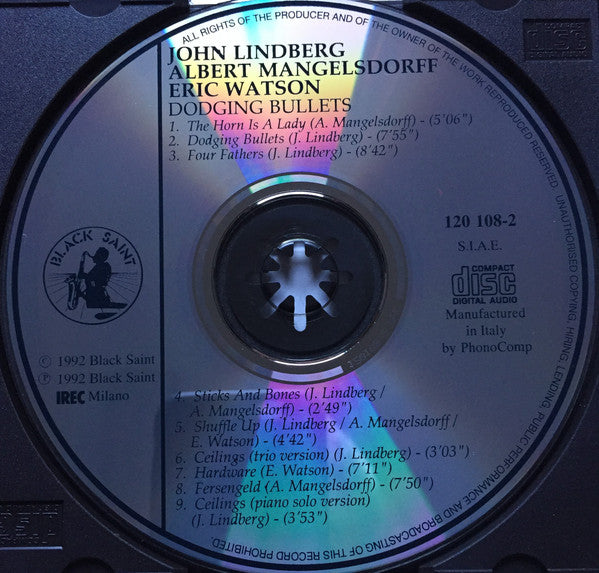 ALL RIGHTS OF THE PRODUCER AND OF THE OWNER OF THE WORK REPRODUCED RESERVED. UNAUTHORISED COPYING, HIRING, LENDING, PUBLIC PERFORMANCE AND BROADCASTING OF THIS RECORD PROHIBITED
JOHN LINDBERG
ALBERT MANGELSDORFF
ERIC WATSON
DODGING BULLETS
1. The Horn Is A Lady (A. Mangelsdorff) - (5'06")
2. Dodging Bullets (J. Lindberg) - (7'55")
3. Four Fathers (J. Lindberg) - (8'42")
BLACK SAINT
120 108-2
S.I.A.E.
COMPACT
disc
DIGITAL AUDIO
Manufactured
in Italy
by PhonoComp
© 1992 Black Saint
℗ 1992 Black Saint
IREC Milano
4. Sticks And Bones (J. Lindberg /
A. Mangelsdorff) - (2'49")
5. Shuffle Up (J. Lindberg / A. Mangelsdorff /
E. Watson) - (4'42")
6. Ceilings (trio version) (J. Lindberg) - (3'03")
7. Hardware (E. Watson) - (7'11")
8. Fersengeld (A. Mangelsdorff) - (7'50")
9. Ceilings (piano solo version)
(J. Lindberg) - (3'53")